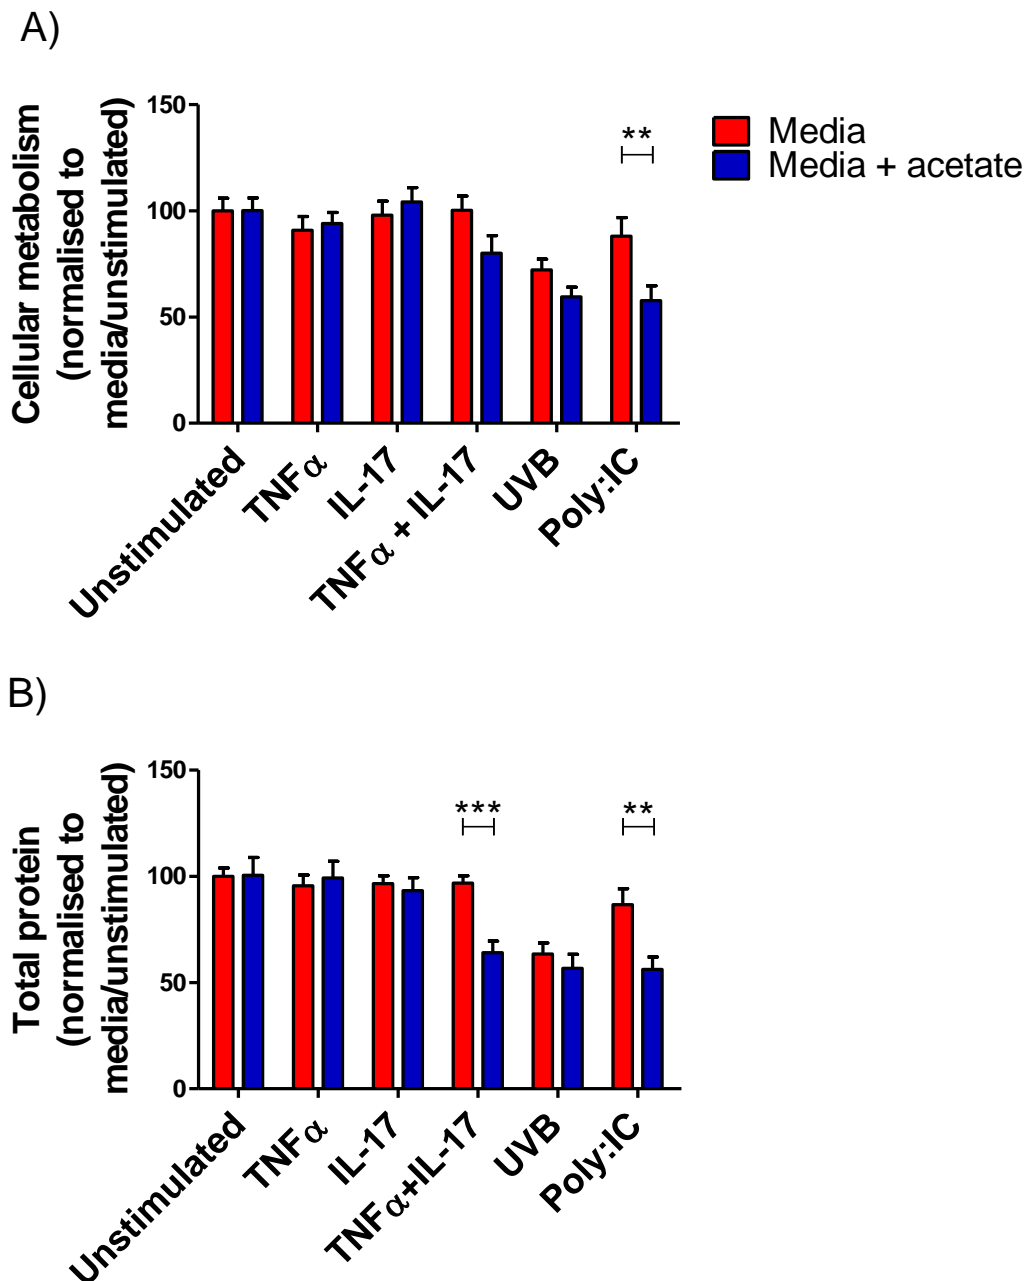 A)
Cellular metabolism
(normalised to
media/unstimulated)
150
100
50
0
**
Media
Media + acetate
Unstimulated
TNFα
IL-17
TNFα + IL-17
UVB
Poly:IC
B)
Total protein
(normalised to
media/unstimulated)
150
100
50
0
***
**
Unstimulated
TNFα
IL-17
TNFα+IL-17
UVB
Poly:IC